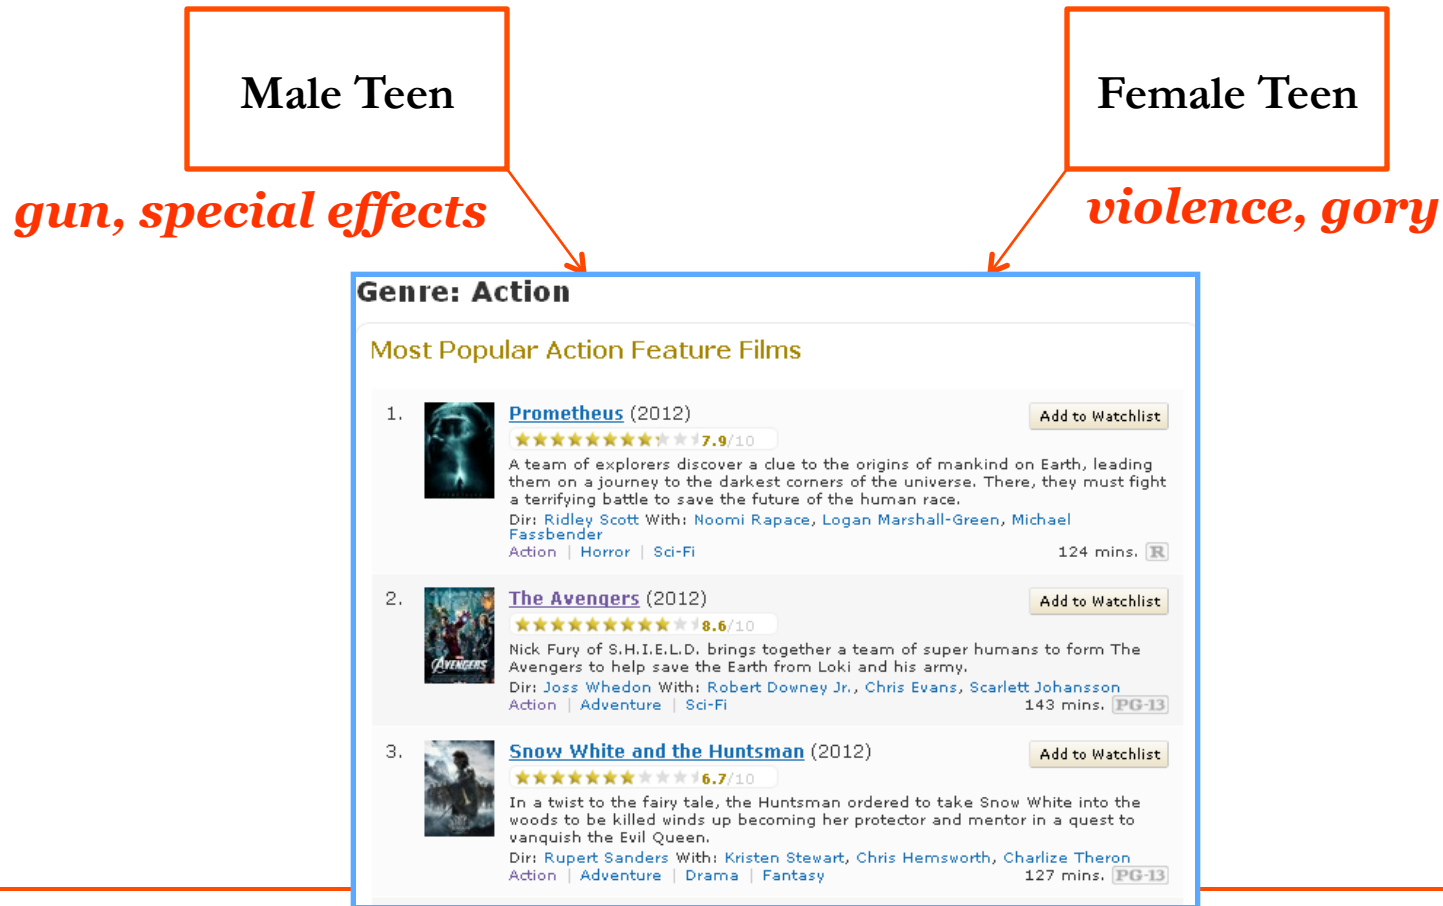 Male Teen
Female Teen
gun, special effects
violence, gory
Genre: Action
Most Popular Action Feature Films
1.
Prometheus (2012)
Add to Watchlist
7.9/10
A team of explorers discover a clue to the origins of mankind on Earth, leading
them on a journey to the darkest corners of the universe. There, they must fight
a terrifying battle to save the future of the human race.
Dir: Ridley Scott With: Noomi Rapace, Logan Marshall-Green, Michael
Fassbender
Action | Horror | Sci-Fi
124 mins. R
2.
AVENGERS
The Avengers (2012)
Add to Watchlist
8.6/10
Nick Fury of S.H.I.E.L.D. brings together a team of super humans to form The
Avengers to help save the Earth from Loki and his army.
Dir: Joss Whedon With: Robert Downey Jr., Chris Evans, Scarlett Johansson
Action | Adventure | Sci-Fi
143 mins. PG-13
3.
Snow White and the Huntsman (2012)
Add to Watchlist
6.7/10
In a twist to the fairy tale, the Huntsman ordered to take Snow White into the
woods to be killed winds up becoming her protector and mentor in a quest to
vanquish the Evil Queen.
Dir: Rupert Sanders With: Kristen Stewart, Chris Hemsworth, Charlize Theron
Action | Adventure | Drama | Fantasy
127 mins. PG-13